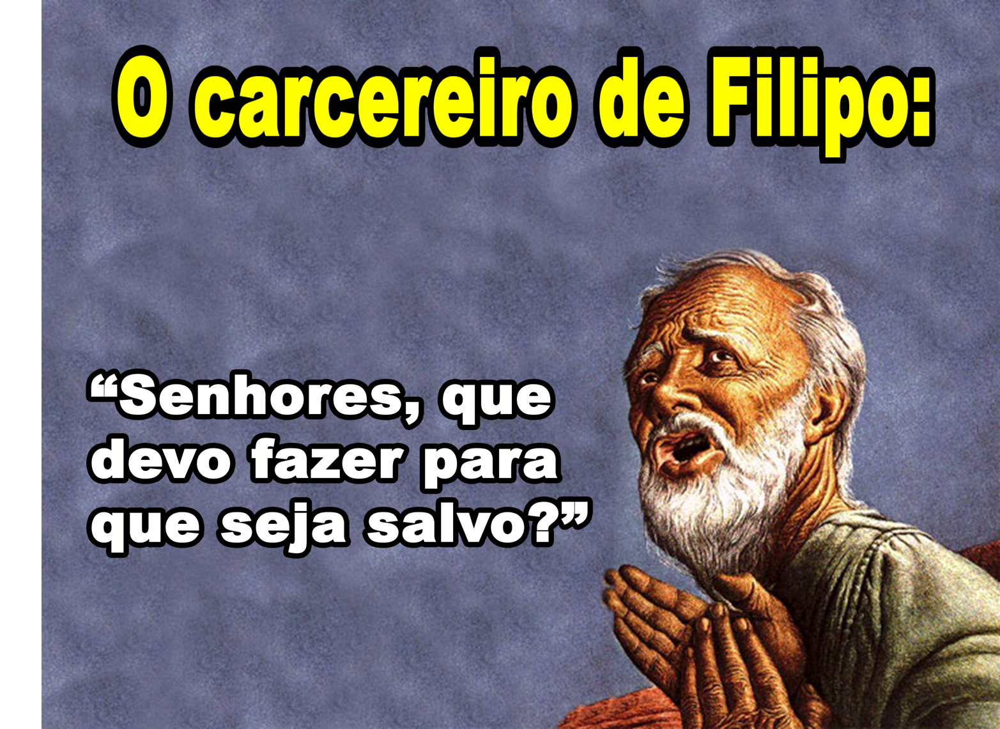 O carcereiro de Filipo:
“Senhores, que
devo fazer para
que seja salvo?”